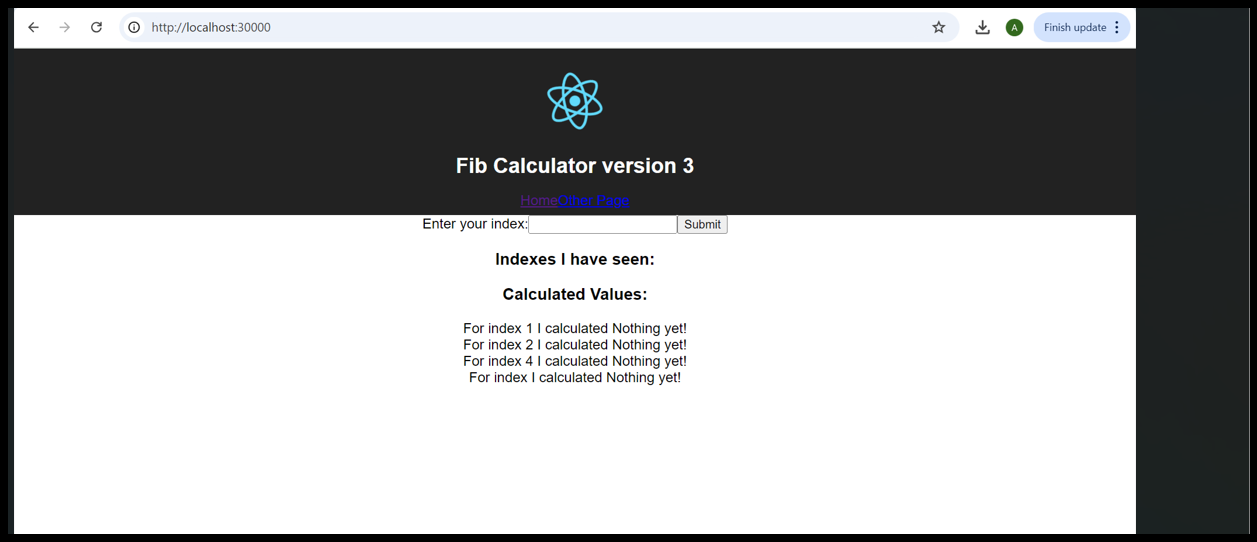 http://localhost:30000
A
Finish update
Fib Calculator version 3
HomeOther Page
Enter your index:
Submit
Indexes I have seen:
Calculated Values:
For index 1 I calculated Nothing yet!
For index 2 I calculated Nothing yet!
For index 4 I calculated Nothing yet!
For index I calculated Nothing yet!